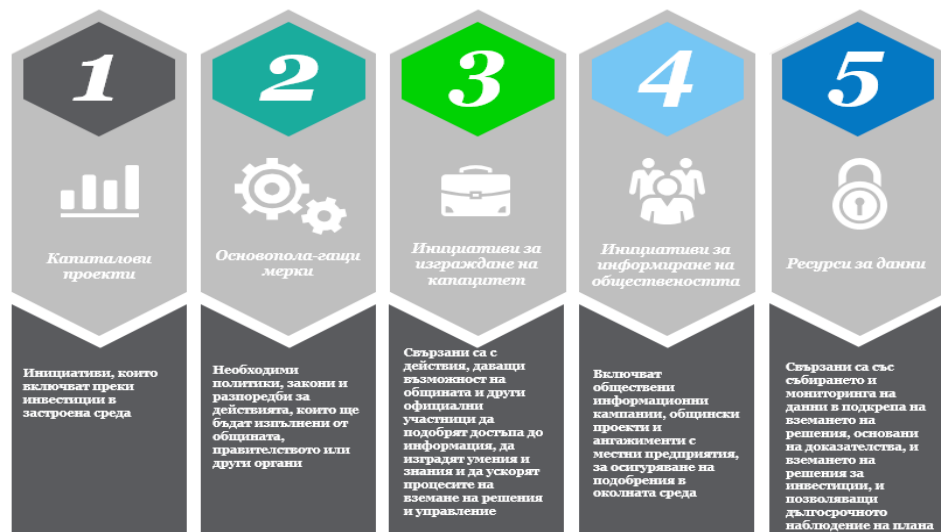 1
Капиталови
проекти
Инициативи, които
включват преки
инвестиции в
застроена среда
2
Основопола-гащи
мерки
Необходими
политики, закони и
разпоредби за
действията, които ще
бъдат изпълнени от
общината,
правителството или
други органи
3
Инициативи за
изграждане на
капацитет
Свързани са с
действия, даващи
възможност на
общината и други
официални
участници да
подобрят достъпа до
информация, да
изградят умения и
знания и да ускорят
процесите на
вземане на решения
и управление
4
Инициативи за
информиране на
обществеността
Включват
обществени
информационни
кампании, общински
проекти и
ангажименти с
местни предприятия,
за осигуряване на
подобрения в
околната среда
5
Ресурси за данни
Свързани са със
събирането и
мониторинга на
данни в подкрепа на
вземането на
решения, основани
на доказателства, и
вземането на
решения за
инвестиции, и
позволяващи
дългосрочното
наблюдение на плана